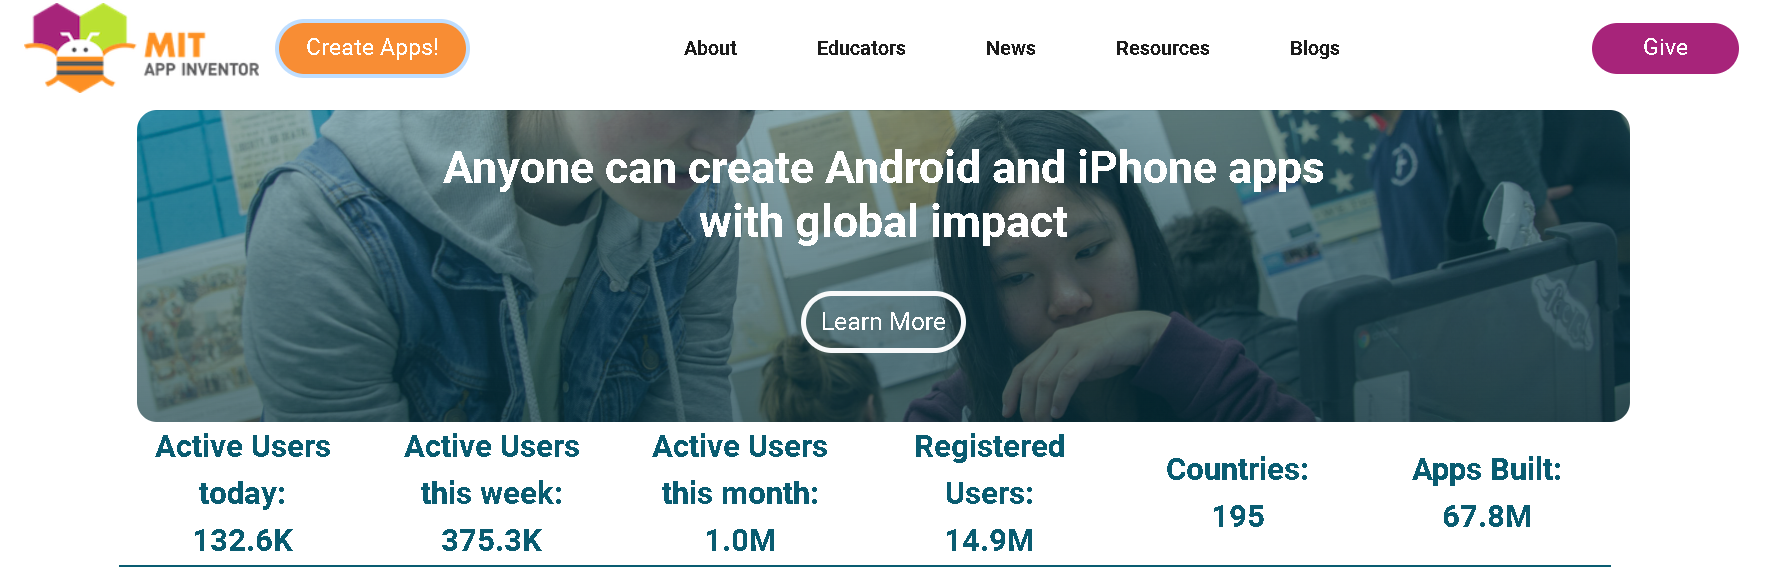 MIT
APP INVENTOR
Create Apps!
About
Educators
News
Resources
Blogs
Give
Anyone can create Android and iPhone apps
with global impact
Learn More
Active Users
today:
132.6K
Active Users
this week:
375.3K
Active Users
this month:
1.0M
Registered
Users:
14.9M
Countries:
195
Apps Built:
67.8M